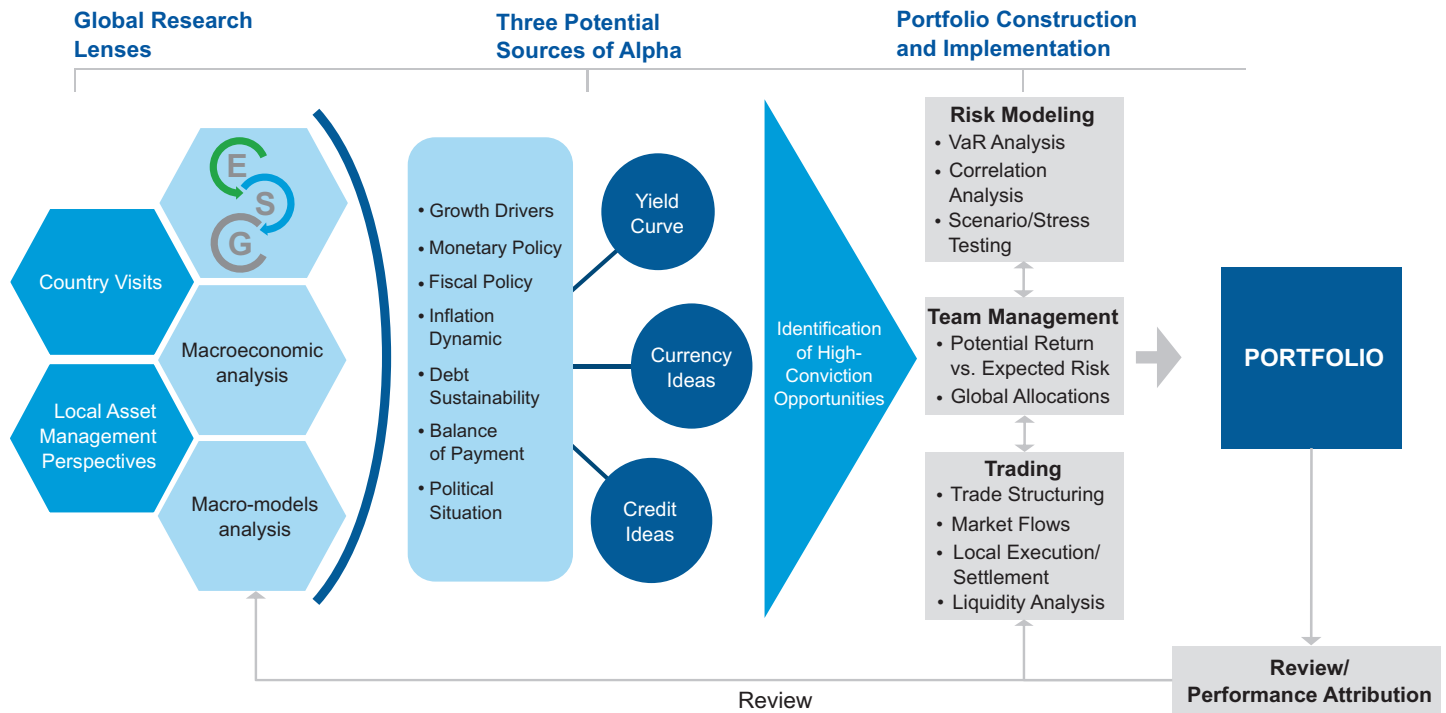 Global Research
Lenses
Three Potential
Sources of Alpha
Portfolio Construction
and Implementation
E
S
G
Country Visits
Macroeconomic
analysis
Local Asset
Management
Perspectives
Macro-models
analysis
• Growth Drivers
• Monetary Policy
• Fiscal Policy
• Inflation
Dynamic
• Debt
Sustainability
• Balance
of Payment
• Political
Situation
Yield
Curve
Currency
Ideas
Credit
Ideas
Identification
of High-
Conviction
Opportunities
Risk Modeling
• VaR Analysis
• Correlation
Analysis
• Scenario/Stress
Testing
Team Management
• Potential Return
vs. Expected Risk
• Global Allocations
Trading
• Trade Structuring
• Market Flows
• Local Execution/
Settlement
• Liquidity Analysis
PORTFOLIO
Review/
Performance Attribution
Review